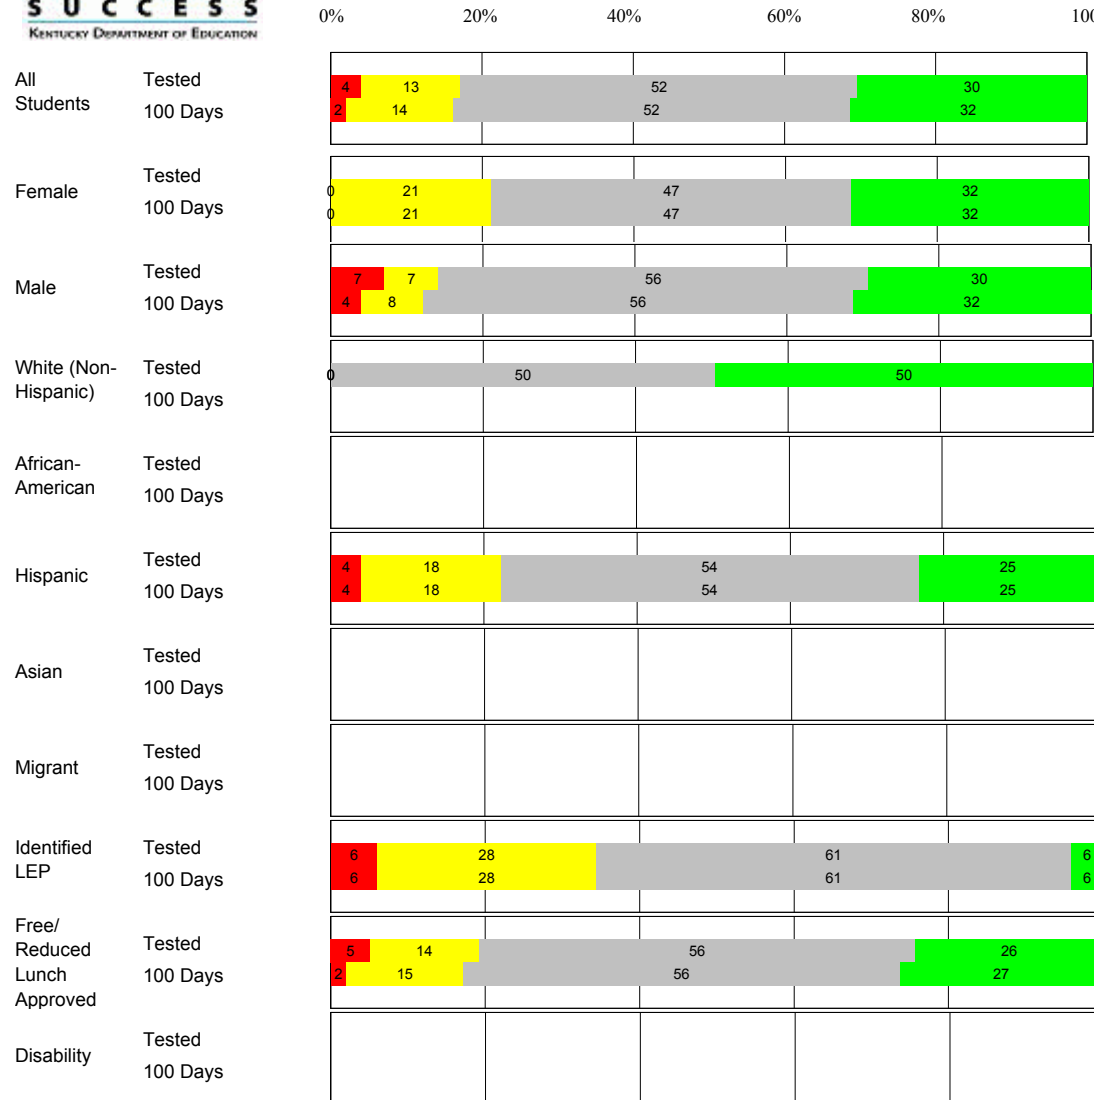 SUCCESS
KENTUCKY DEPARTMENT OF EDUCATION
0% 20% 40% 60% 80% 100
All Students Tested 4 13 52 30
100 Days 2 14 52 32
Female Tested 0 21 47 32
100 Days 0 21 47 32
Male Tested 7 7 56 30
100 Days 4 8 56 32
White (Non-Hispanic) Tested 0 50 50
100 Days
African-American Tested
100 Days
Hispanic Tested 4 18 54 25
100 Days 4 18 54 25
Asian Tested
100 Days
Migrant Tested
100 Days
Identified LEP Tested 6 28 61 6
100 Days 6 28 61 6
Free/Reduced Lunch Approved Tested 5 14 56 26
100 Days 2 15 56 27
Disability Tested
100 Days